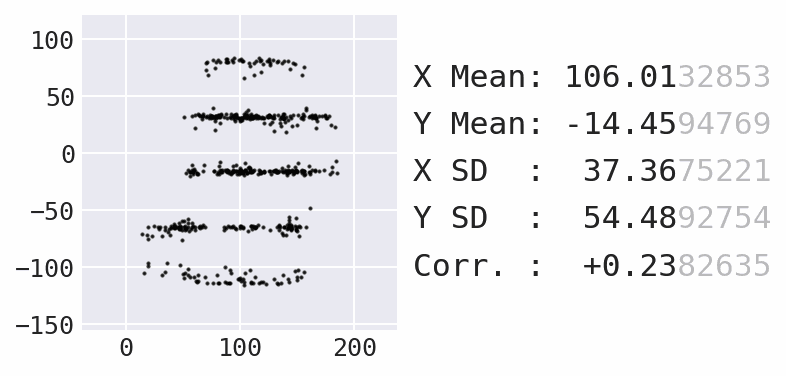 100
50
0
−50
−100
−150
0 100 200
X Mean: 106.0132853
Y Mean: -14.4594769
X SD  :  37.3675221
Y SD  :  54.4892754
Corr. :  +0.2382635